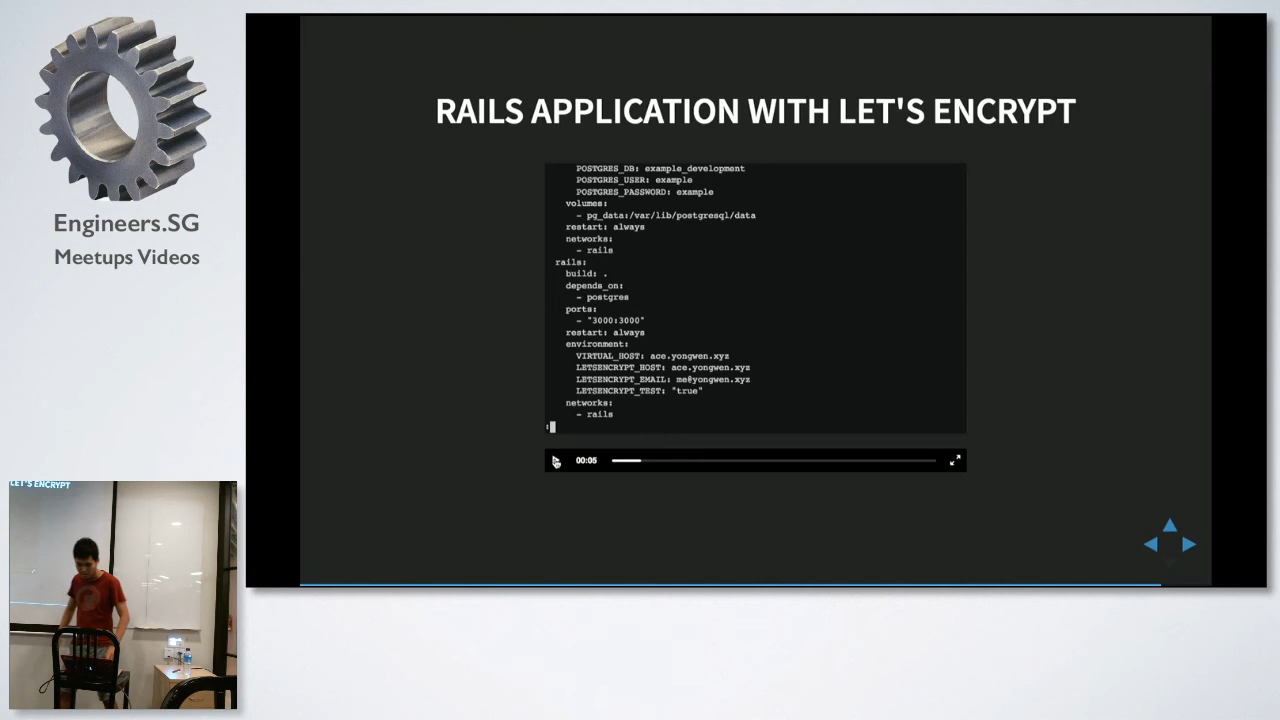 Engineers.SG
Meetups Videos
RAILS APPLICATION WITH LET'S ENCRYPT
POSTGRES_DB: example_development
POSTGRES_USER: example
POSTGRES_PASSWORD: example
volumes:
- pg_data:/var/lib/postgresql/data
restart: always
networks:
- rails
rails:
build: .
depends_on:
- postgres
ports:
- "3000:3000"
restart: always
environment:
VIRTUAL_HOST: ace.yongwen.xyz
LETSENCRYPT_HOST: ace.yongwen.xyz
LETSENCRYPT_EMAIL: me@yongwen.xyz
LETSENCRYPT_TEST: "true"
networks:
- rails
:
00:05
LET'S ENCRYPT